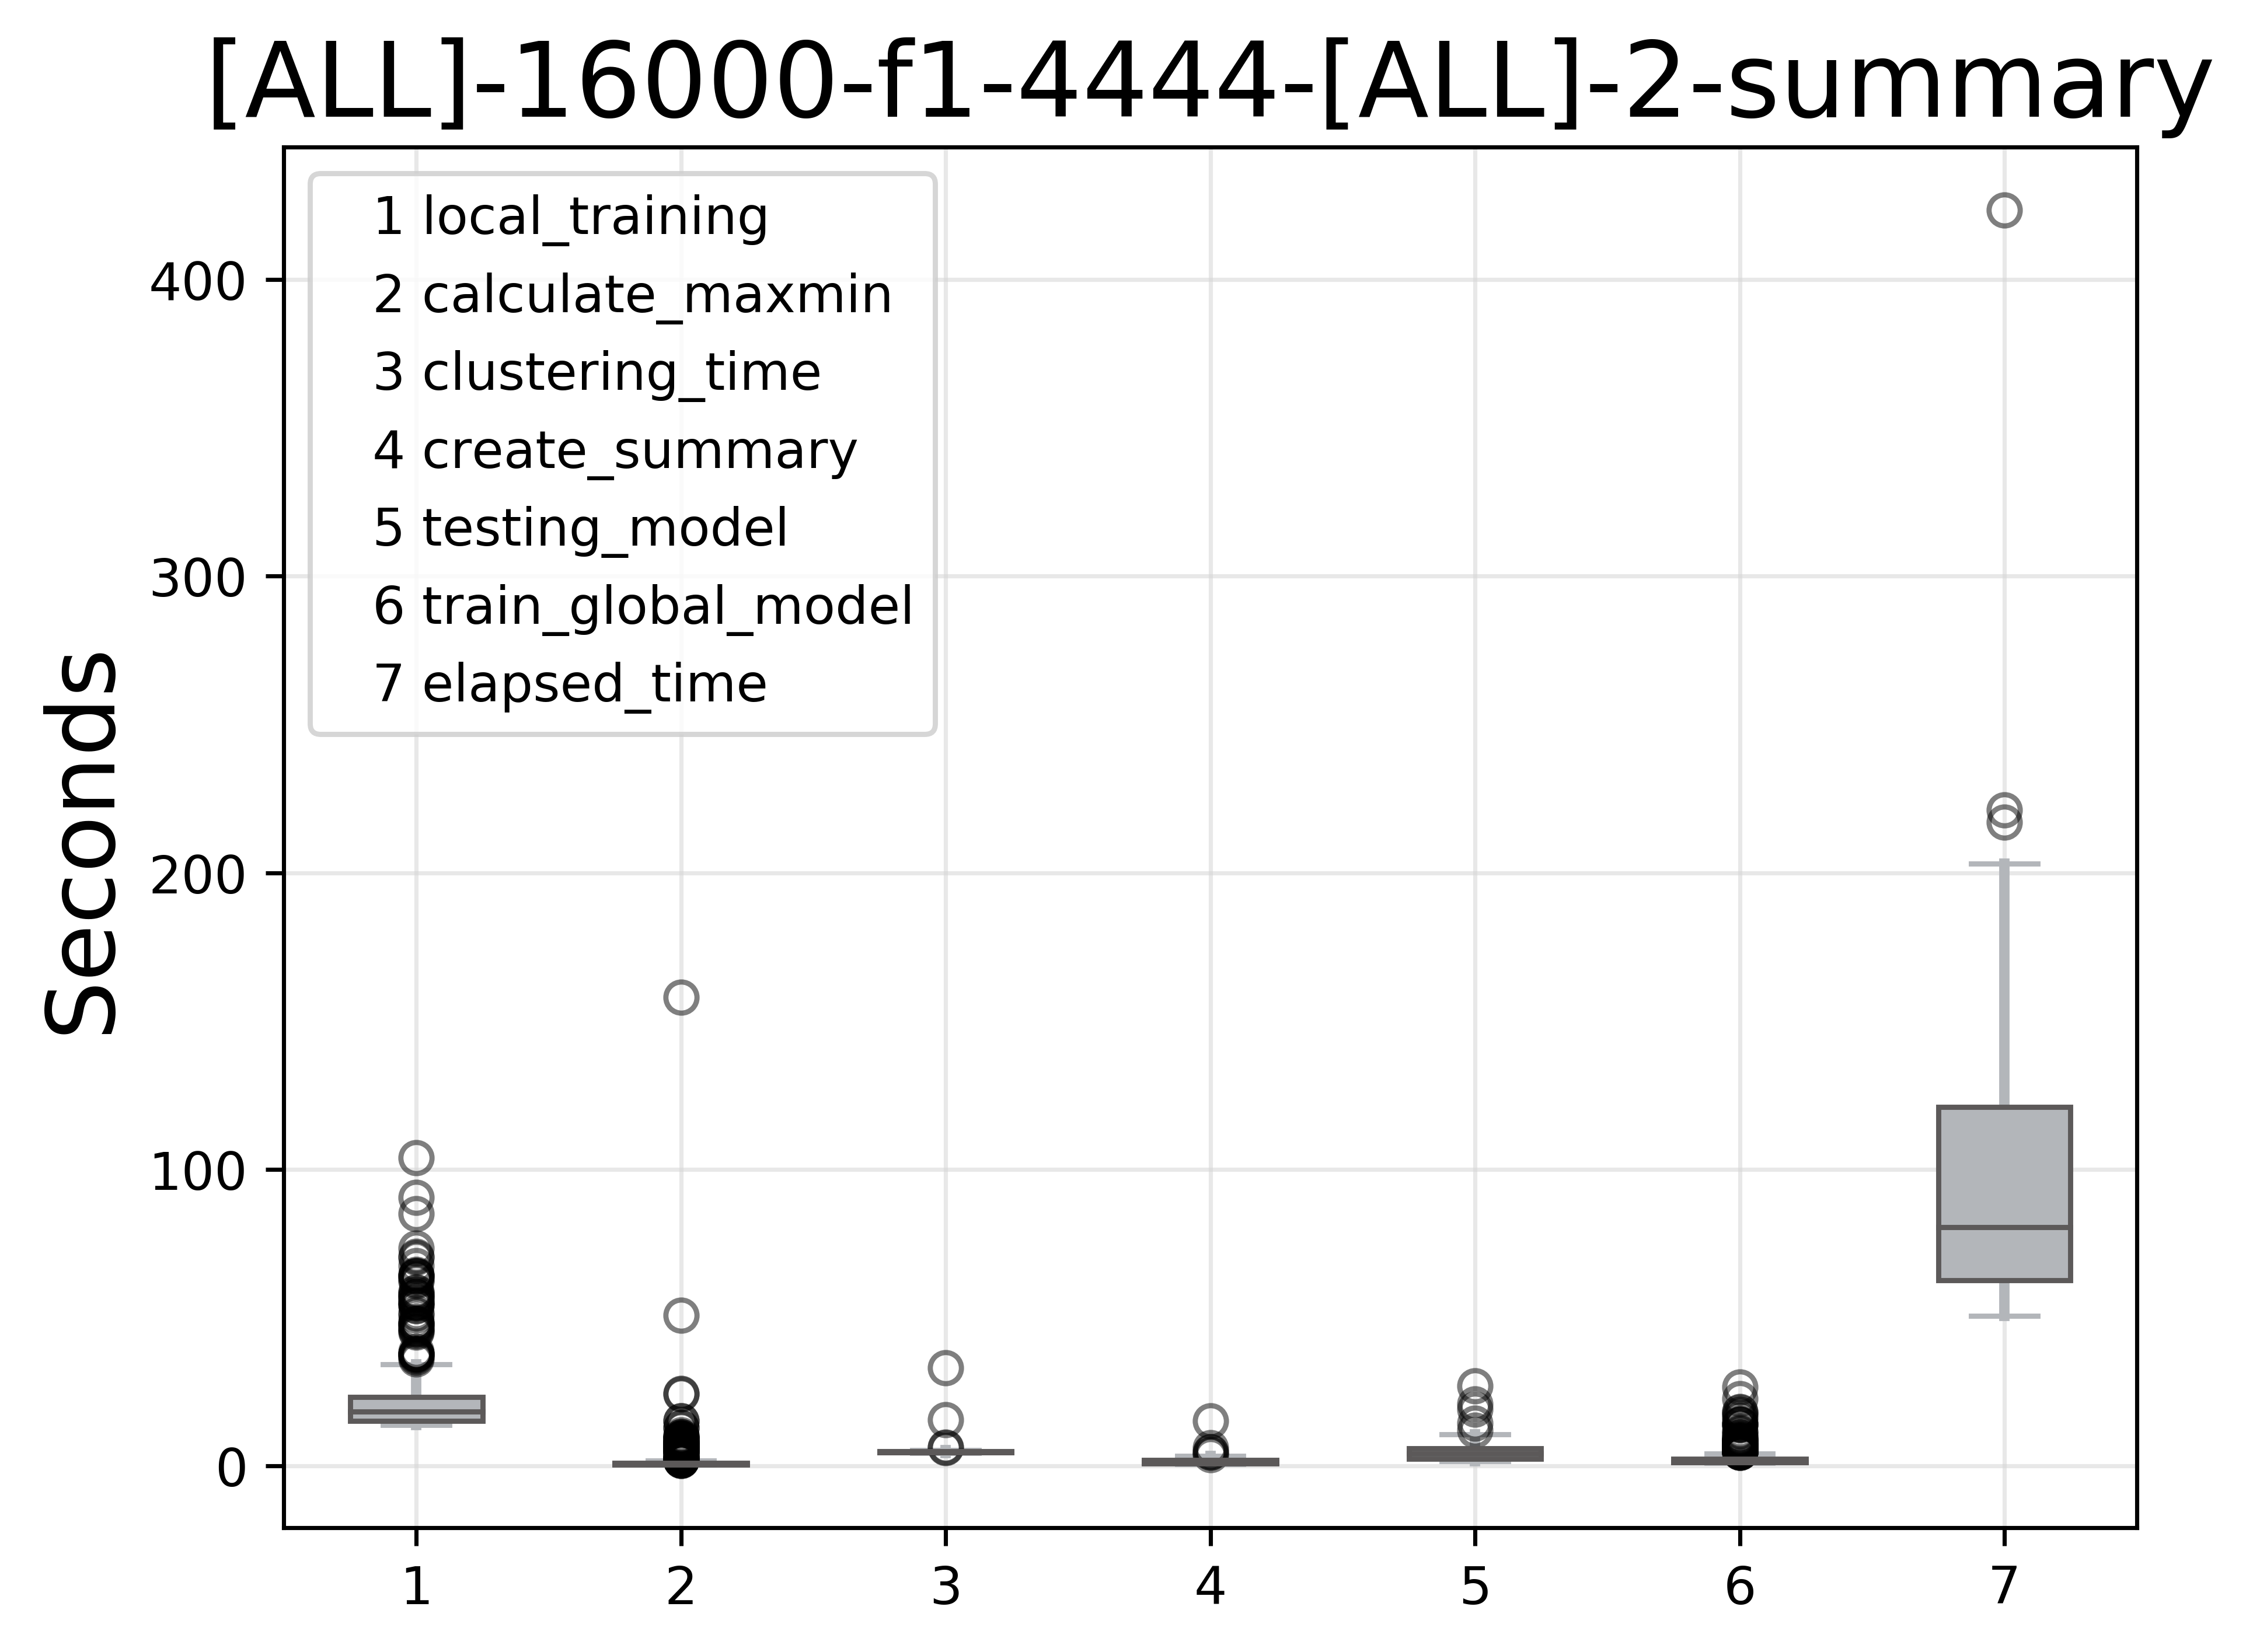 [ALL]-16000-f1-4444-[ALL]-2-summary
1 local_training
2 calculate_maxmin
3 clustering_time
4 create_summary
5 testing_model
6 train_global_model
7 elapsed_time
Seconds
400
300
200
100
0
1 2 3 4 5 6 7